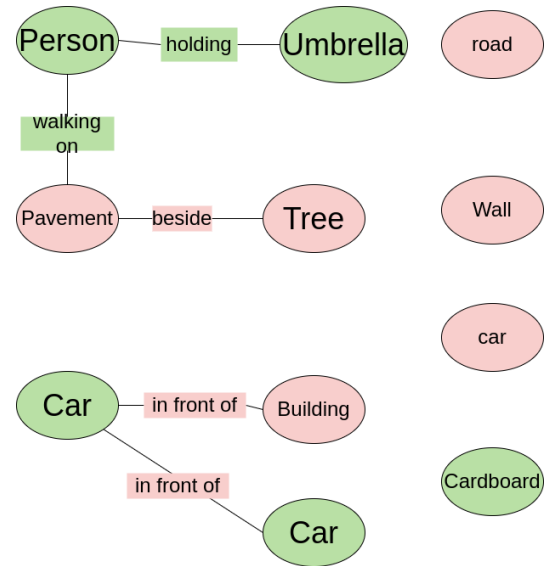 Person
holding
Umbrella
road
walking
on
Pavement
beside
Tree
Wall
car
Car
in front of
Building
in front of
Cardboard
Car